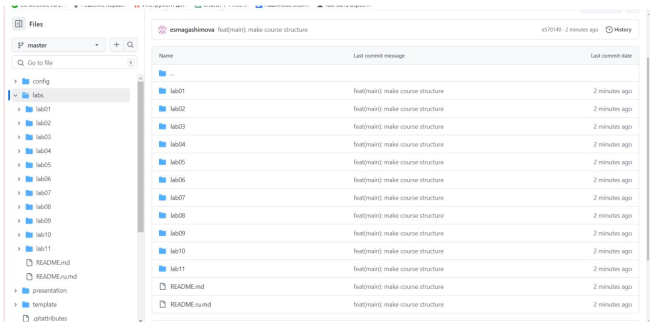 Files
master
Go to file
t
config
labs
lab01
lab02
lab03
lab04
lab05
lab06
lab07
lab08
lab09
lab10
lab11
README.md
README.ru.md
presentation
template
.gitattributes
esmagashimova feat(main): make course structure
e570140 · 2 minutes ago History
Name Last commit message Last commit date
..
lab01 feat(main): make course structure 2 minutes ago
lab02 feat(main): make course structure 2 minutes ago
lab03 feat(main): make course structure 2 minutes ago
lab04 feat(main): make course structure 2 minutes ago
lab05 feat(main): make course structure 2 minutes ago
lab06 feat(main): make course structure 2 minutes ago
lab07 feat(main): make course structure 2 minutes ago
lab08 feat(main): make course structure 2 minutes ago
lab09 feat(main): make course structure 2 minutes ago
lab10 feat(main): make course structure 2 minutes ago
lab11 feat(main): make course structure 2 minutes ago
README.md feat(main): make course structure 2 minutes ago
README.ru.md feat(main): make course structure 2 minutes ago